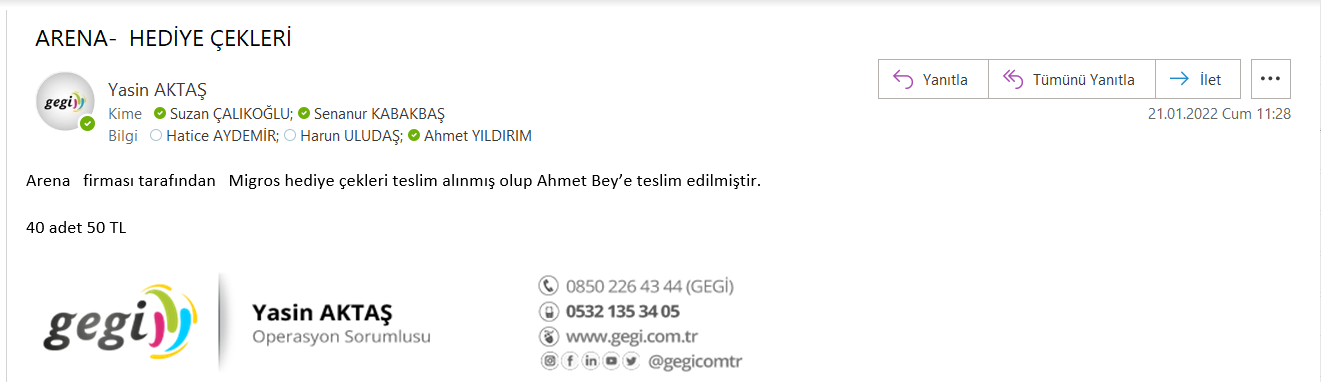 ARENA- HEDİYE ÇEKLERİ
gegi
Yasin AKTAŞ
Kime Suzan ÇALIKOĞLU; Senanur KABAKBAŞ
Bilgi Hatice AYDEMİR; Harun ULUDAŞ; Ahmet YILDIRIM
Yanıtla
Tümünü Yanıtla
İlet
21.01.2022 Cum 11:28
Arena firması tarafından Migros hediye çekleri teslim alınmış olup Ahmet Bey’e teslim edilmiştir.
40 adet 50 TL
gegi
Yasin AKTAŞ
Operasyon Sorumlusu
0850 226 43 44 (GEGİ)
0532 135 34 05
www.gegi.com.tr
@gegicomtr